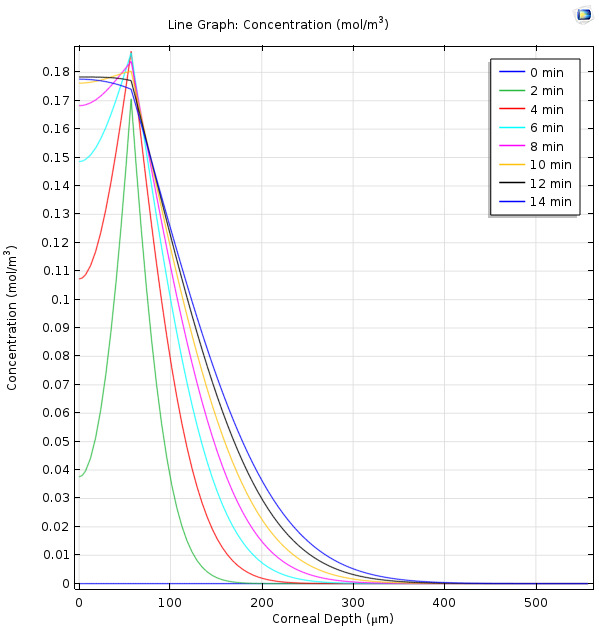 Line Graph: Concentration (mol/m³)
Concentration (mol/m³)
0.18
0.17
0.16
0.15
0.14
0.13
0.12
0.11
0.1
0.09
0.08
0.07
0.06
0.05
0.04
0.03
0.02
0.01
0
0 min
2 min
4 min
6 min
8 min
10 min
12 min
14 min
0 100 200 300 400 500
Corneal Depth (μm)